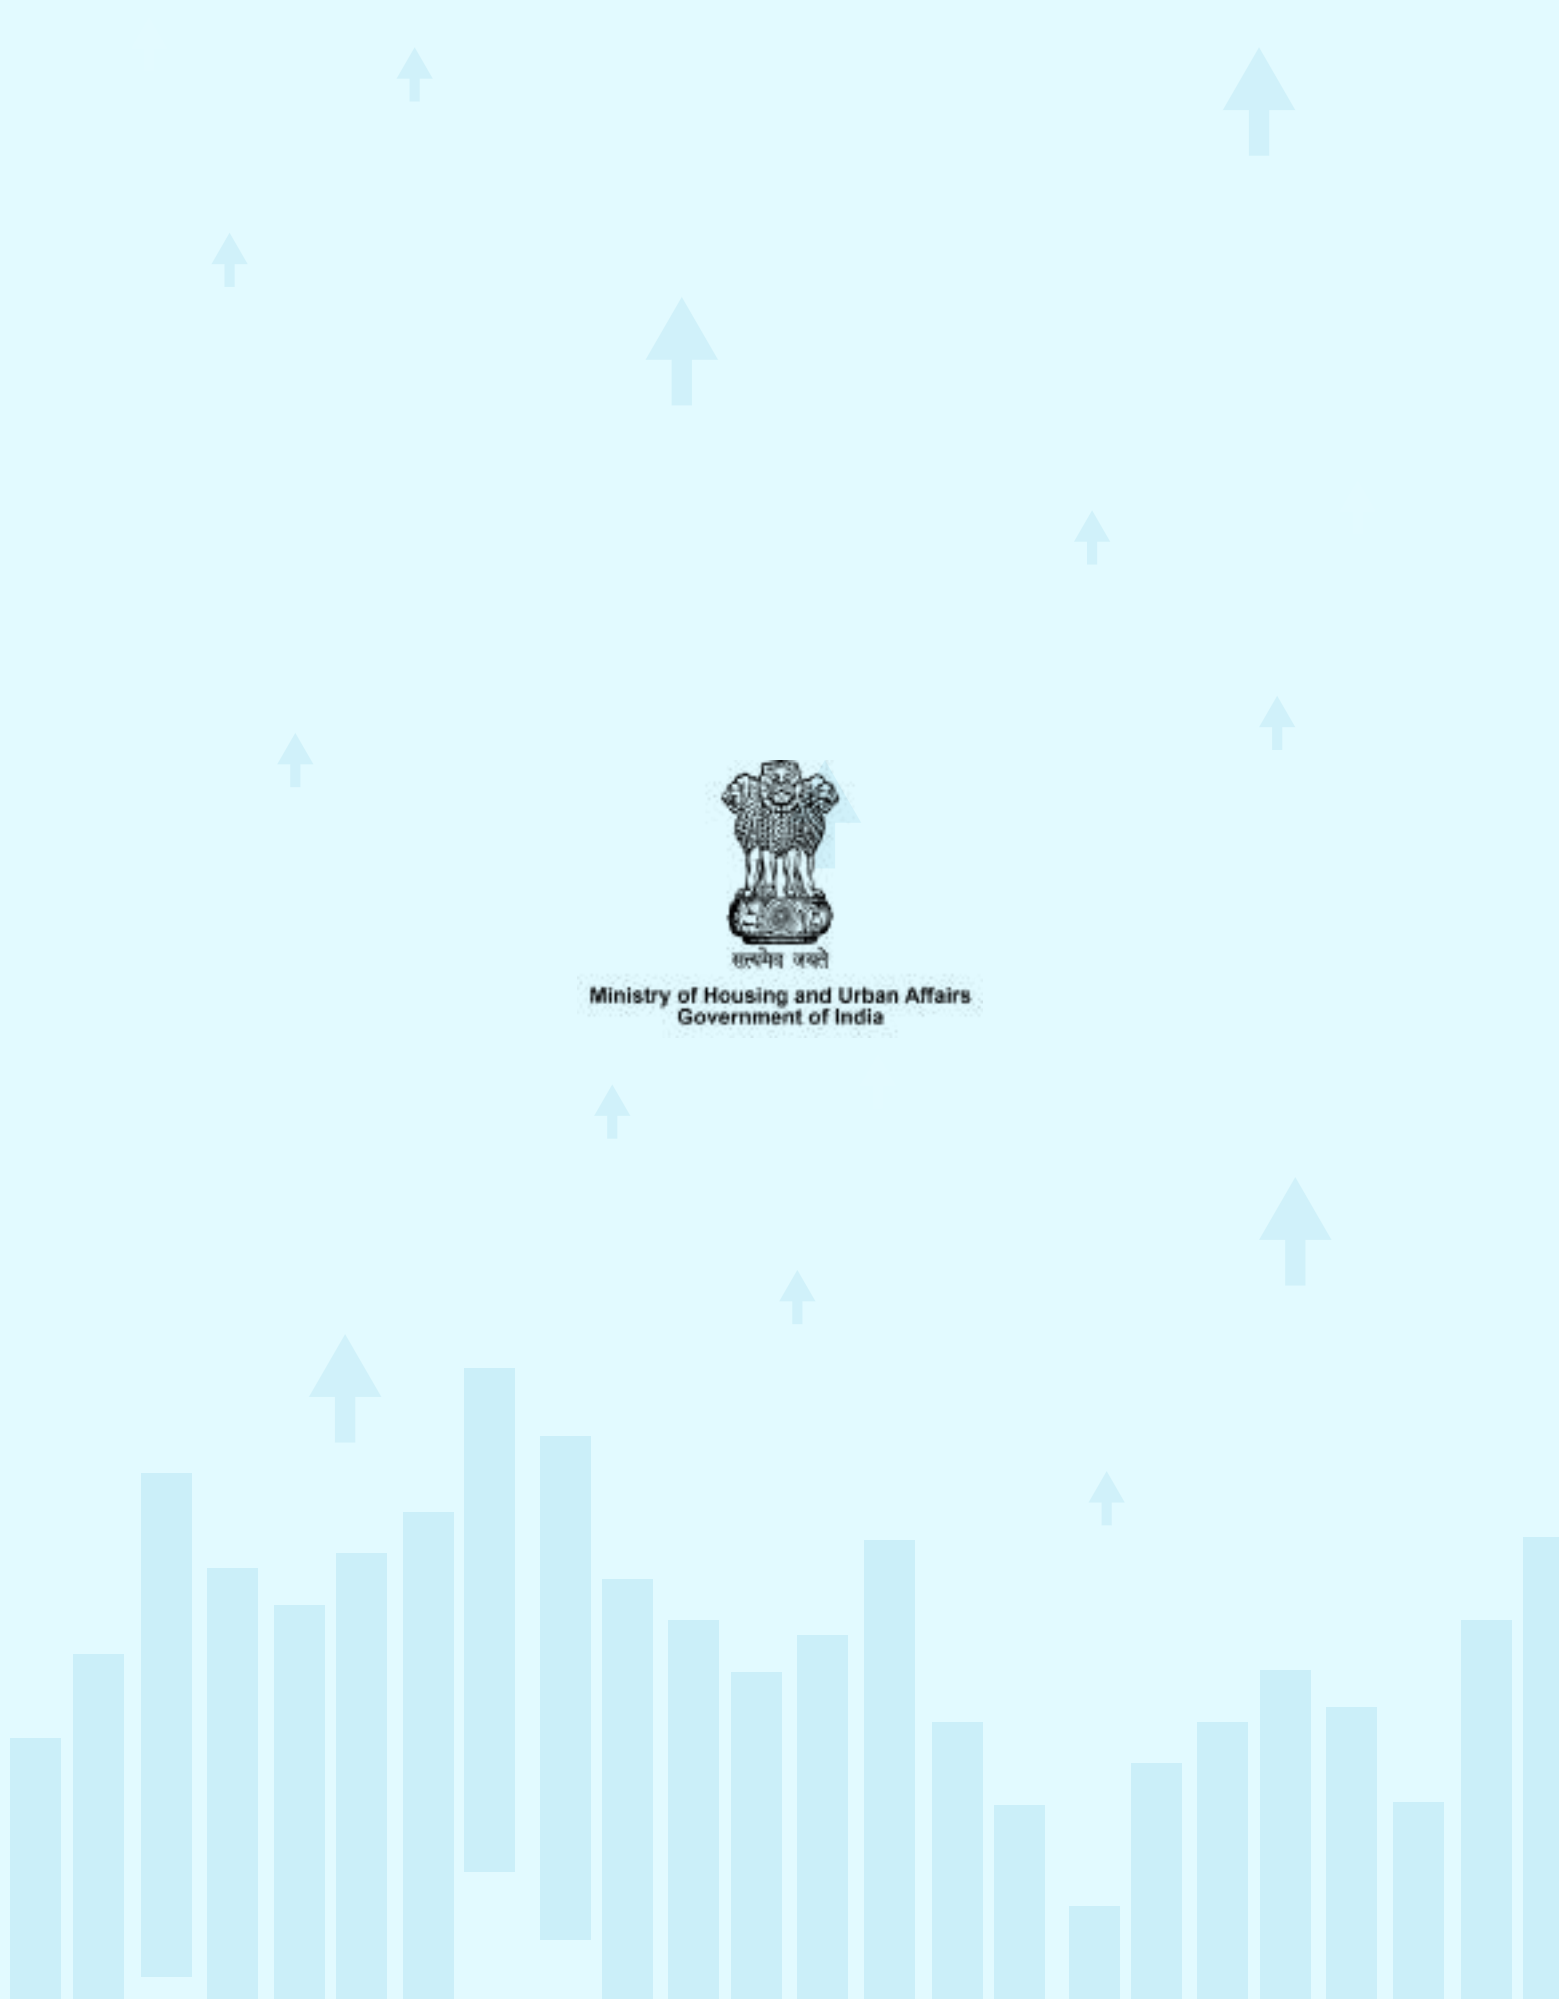 सत्यमेव जयते
Ministry of Housing and Urban Affairs
Government of India